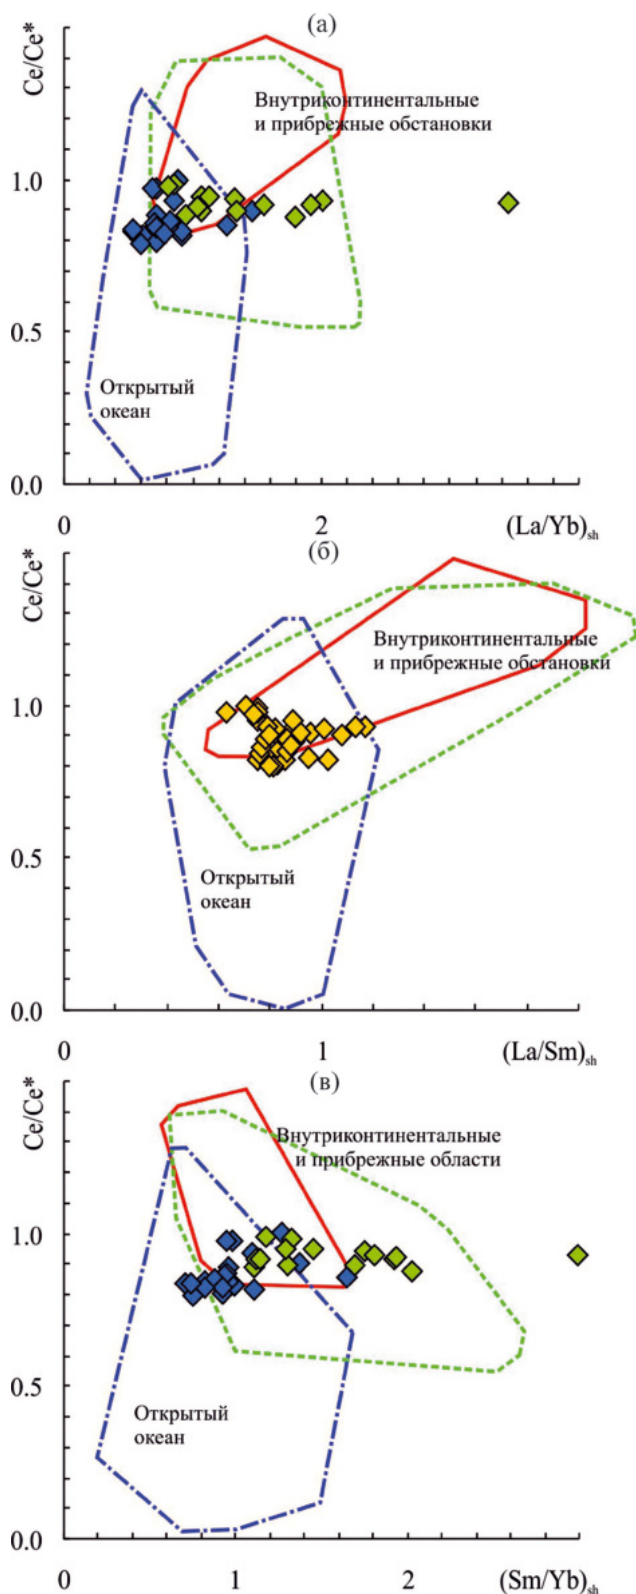 (а)
Ce/Ce*
Внутриконтинентальные
и прибрежные обстановки
1.0
0.5
Открытый
океан
0.0
0
2
(La/Yb)sh
(б)
Ce/Ce*
Внутриконтинентальные
и прибрежные обстановки
1.0
0.5
Открытый
океан
0.0
0
1
(La/Sm)sh
(в)
Ce/Ce*
Внутриконтинентальные
и прибрежные области
1.0
0.5
Открытый
океан
0.0
0
1
2
(Sm/Yb)sh